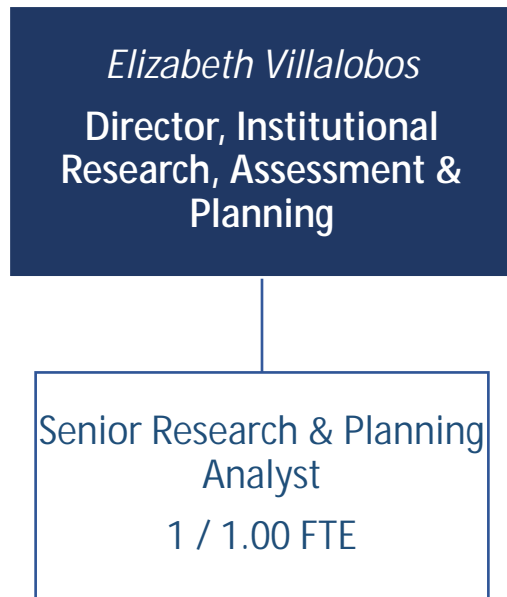 Elizabeth Villalobos
Director, Institutional
Research, Assessment &
Planning
Senior Research & Planning
Analyst
1 / 1.00 FTE